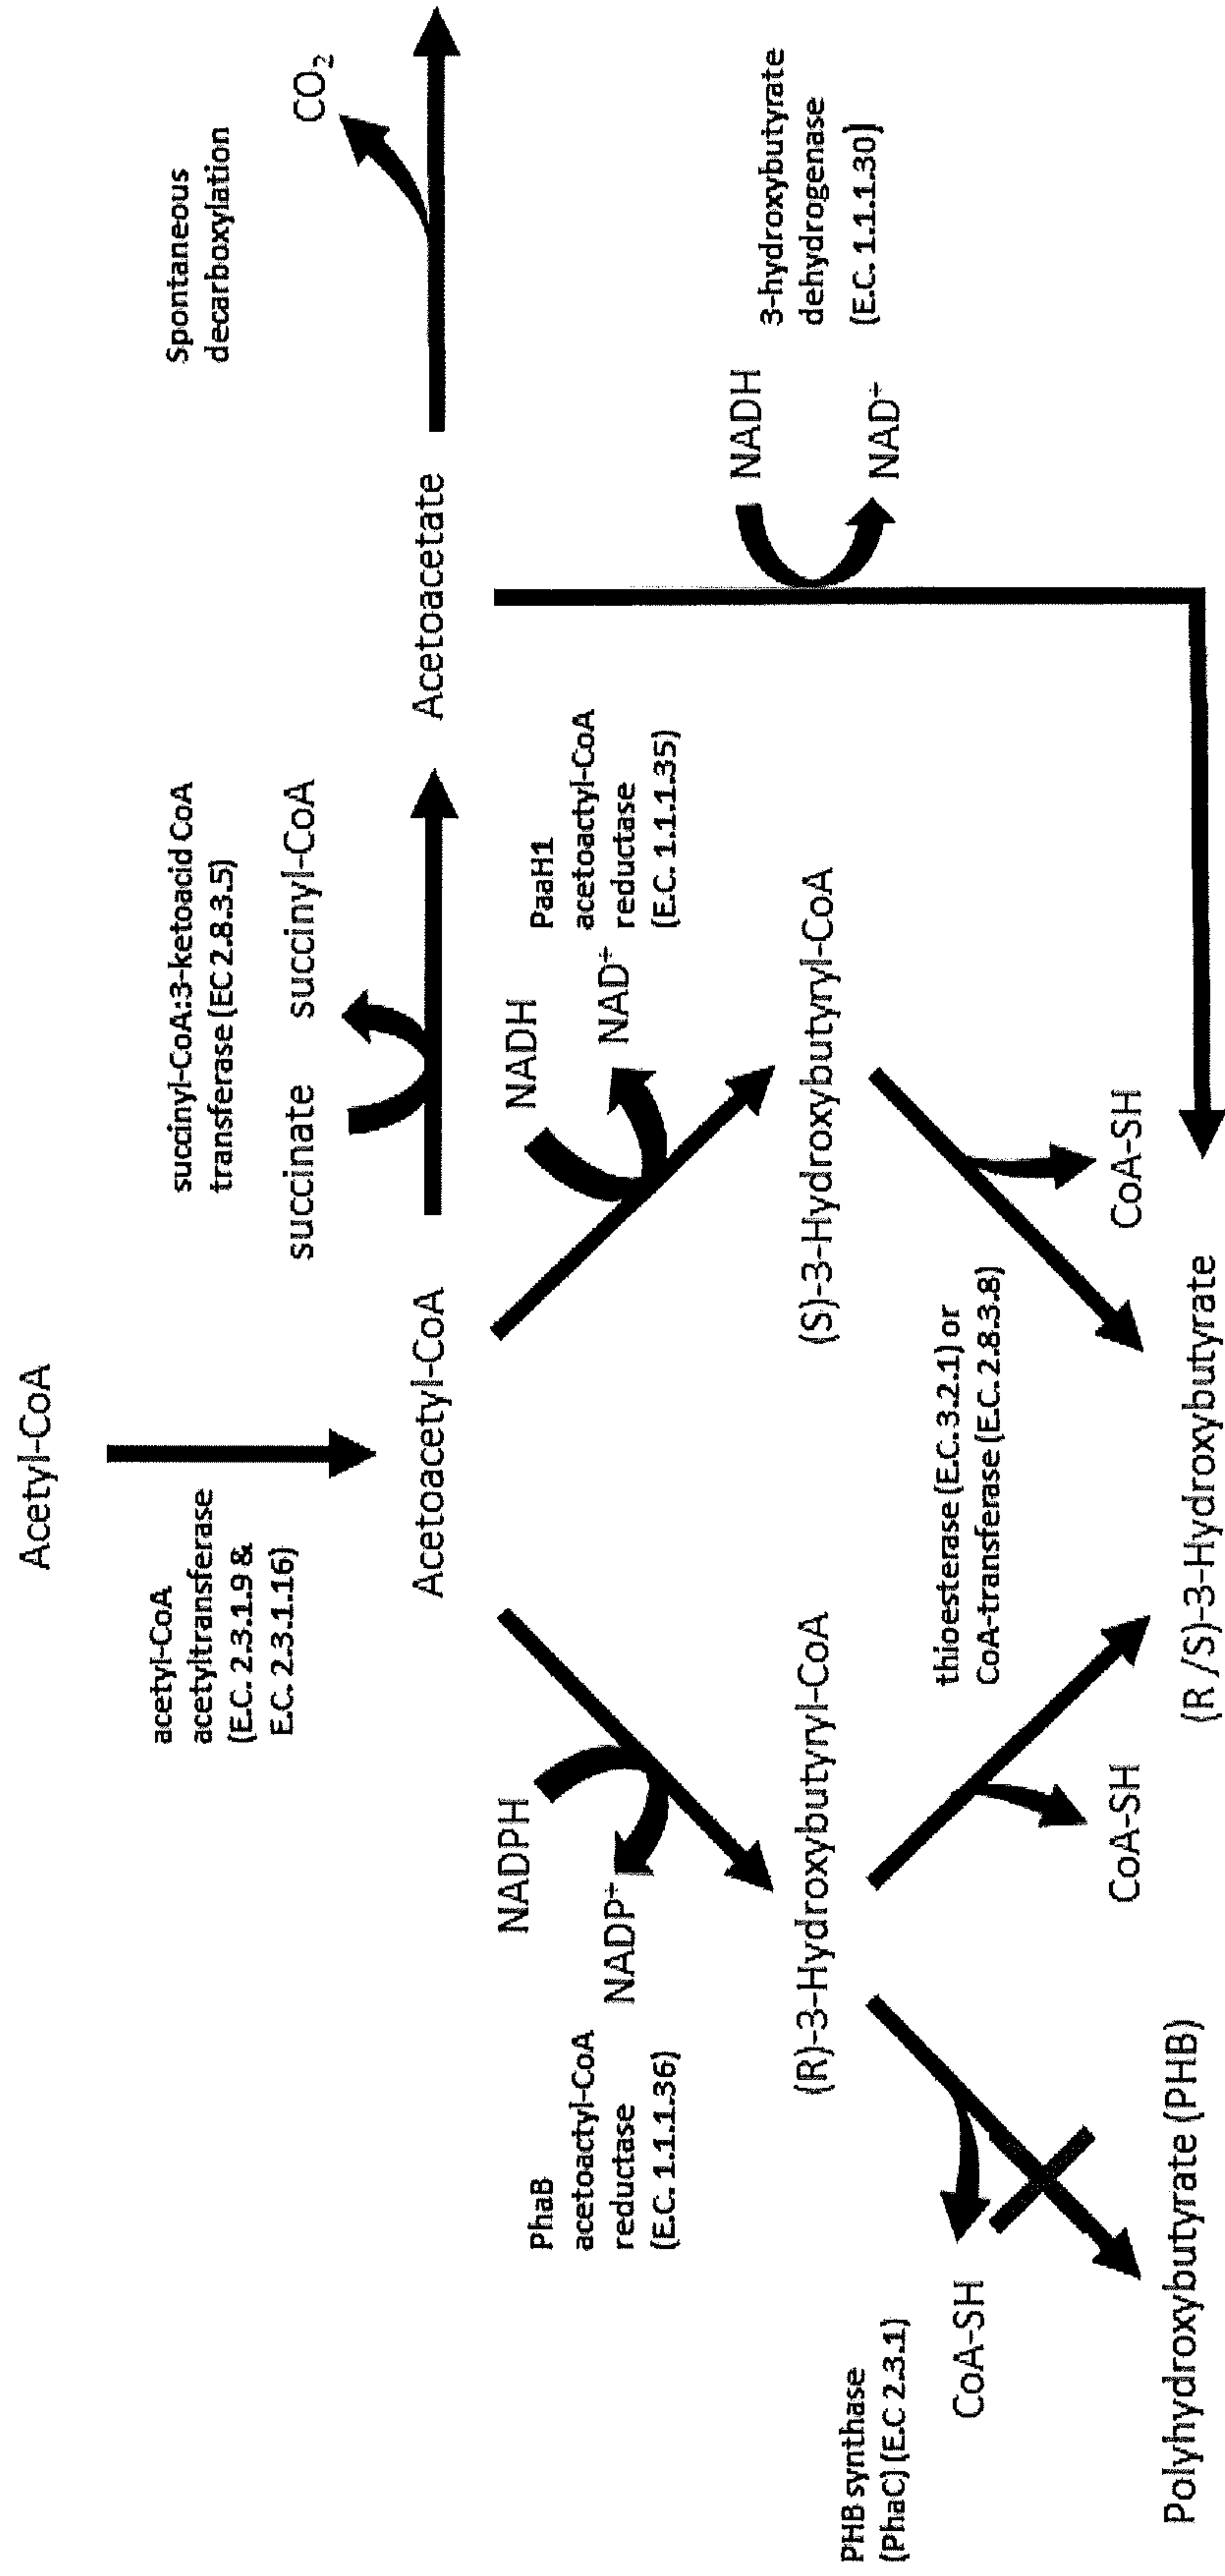 Acetyl-CoA
acetyl-CoA
acetyltransferase
(E.C. 2.3.1.9 &
E.C. 2.3.1.16)
succinyl-CoA:3-ketoacid CoA
transferase (EC 2.8.3.5)
succinate
succinyl-CoA
Spontaneous
decarboxylation
CO₂
Acetoacetyl-CoA
Acetoacetate
NADPH
NADP⁺
PhaB
acetoactyl-CoA
reductase
(E.C. 1.1.1.36)
NADH
NAD⁺
PaaH1
acetoactyl-CoA
reductase
(E.C. 1.1.1.35)
NADH
NAD⁺
3-hydroxybutyrate
dehydrogenase
(E.C. 1.1.1.30)
(R)-3-Hydroxybutyryl-CoA
(S)-3-Hydroxybutyryl-CoA
PHB synthase
(PhaC) (E.C 2.3.1)
CoA-SH
thioesterase (E.C. 3.2.1) or
CoA-transferase (E.C. 2.8.3.8)
CoA-SH
CoA-SH
Polyhydroxybutyrate (PHB)
(R /S)-3-Hydroxybutyrate